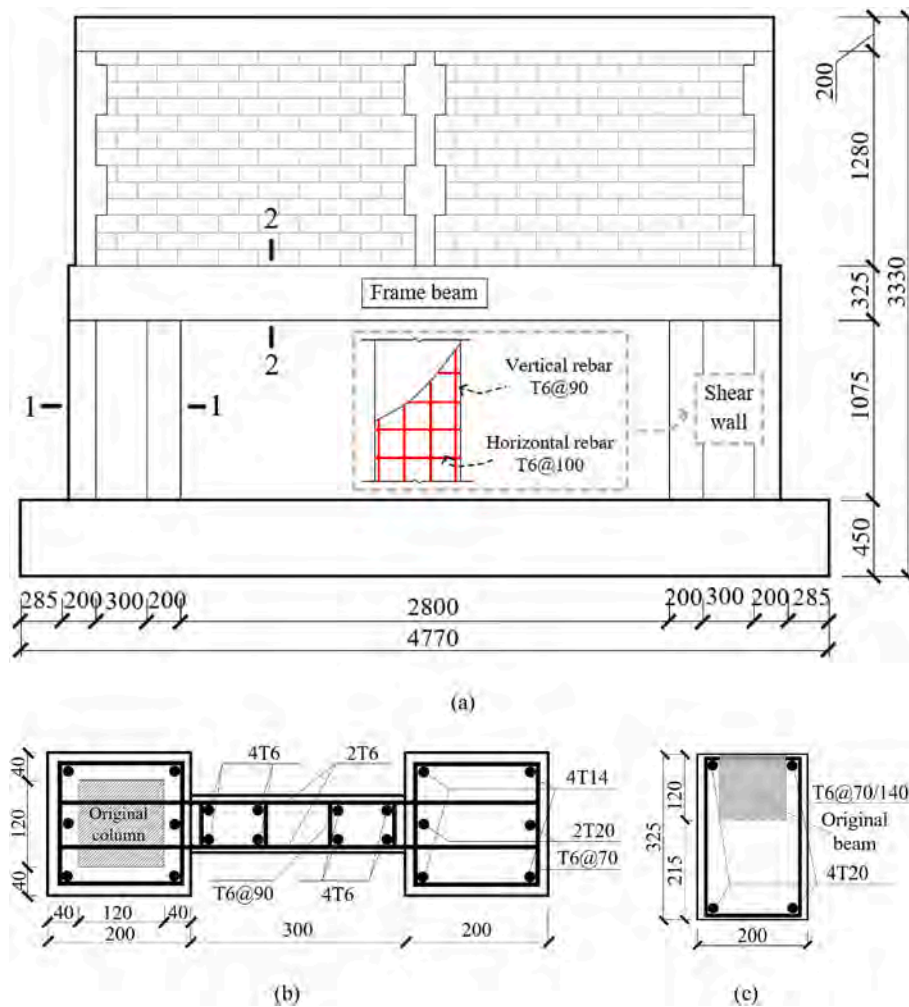 200
1280
2
Frame beam
325
3330
2
Vertical rebar
T6@90
1
1
Shear
wall
1075
Horizontal rebar
T6@100
450
285
200
300
200
2800
200
300
200
285
4770
(a)
4T6
2T6
40
120
40
Original
column
4T14
2T20
T6@70
T6@90
4T6
40
120
40
200
300
200
(b)
325
120
215
T6@70/140
Original
beam
4T20
200
(c)